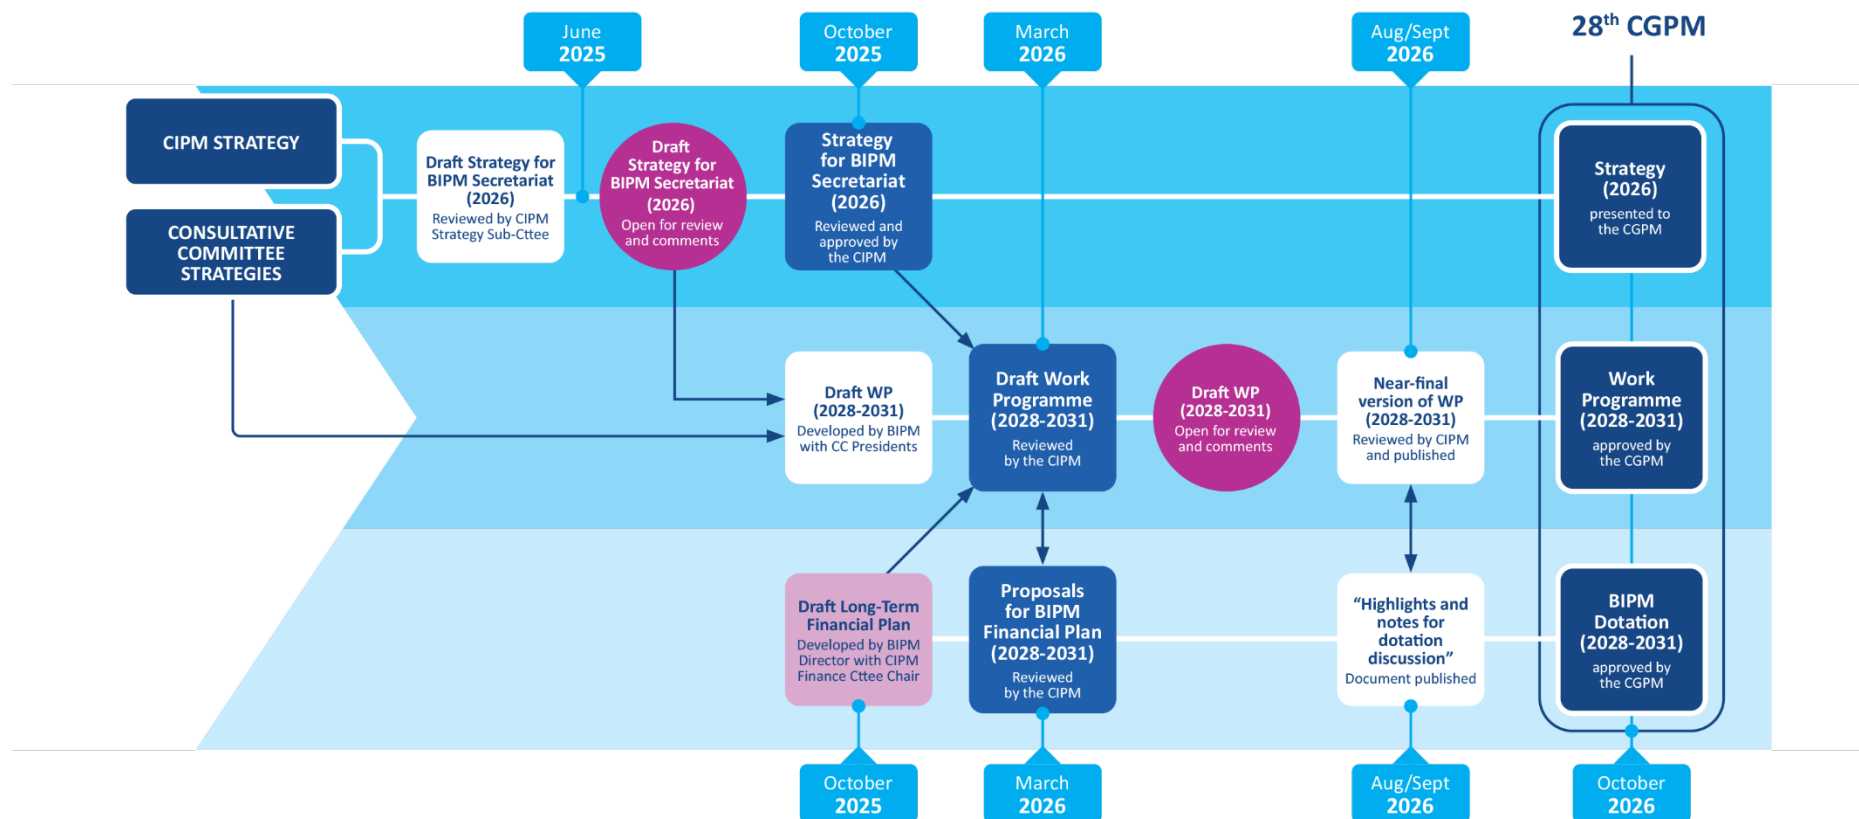 June
2025
October
2025
March
2026
Aug/Sept
2026
28th CGPM
CIPM STRATEGY
CONSULTATIVE
COMMITTEE
STRATEGIES
Draft Strategy for
BIPM Secretariat
(2026)
Reviewed by CIPM
Strategy Sub-Cttee
Draft
Strategy for
BIPM Secretariat
(2026)
Open for review
and comments
Strategy
for BIPM
Secretariat
(2026)
Reviewed and
approved by
the CIPM
Strategy
(2026)
presented to
the CGPM
Draft WP
(2028-2031)
Developed by BIPM
with CC Presidents
Draft Work
Programme
(2028-2031)
Reviewed
by the CIPM
Draft WP
(2028-2031)
Open for review
and comments
Near-final
version of WP
(2028-2031)
Reviewed by CIPM
and published
Work
Programme
(2028-2031)
approved by
the CGPM
Draft Long-Term
Financial Plan
Developed by BIPM
Director with CIPM
Finance Cttee Chair
Proposals
for BIPM
Financial Plan
(2028-2031)
Reviewed
by the CIPM
“Highlights and
notes for
dotation
discussion”
Document published
BIPM
Dotation
(2028-2031)
approved by
the CGPM
October
2025
March
2026
Aug/Sept
2026
October
2026